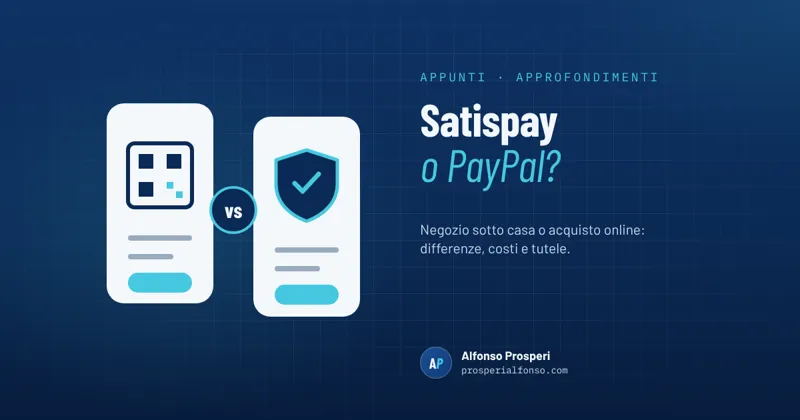 APPUNTI · APPROFONDIMENTI
Satispay
o PayPal?
vs
Negozio sotto casa o acquisto online:
differenze, costi e tutele.
AP
Alfonso Prosperi
prosperialfonso.com